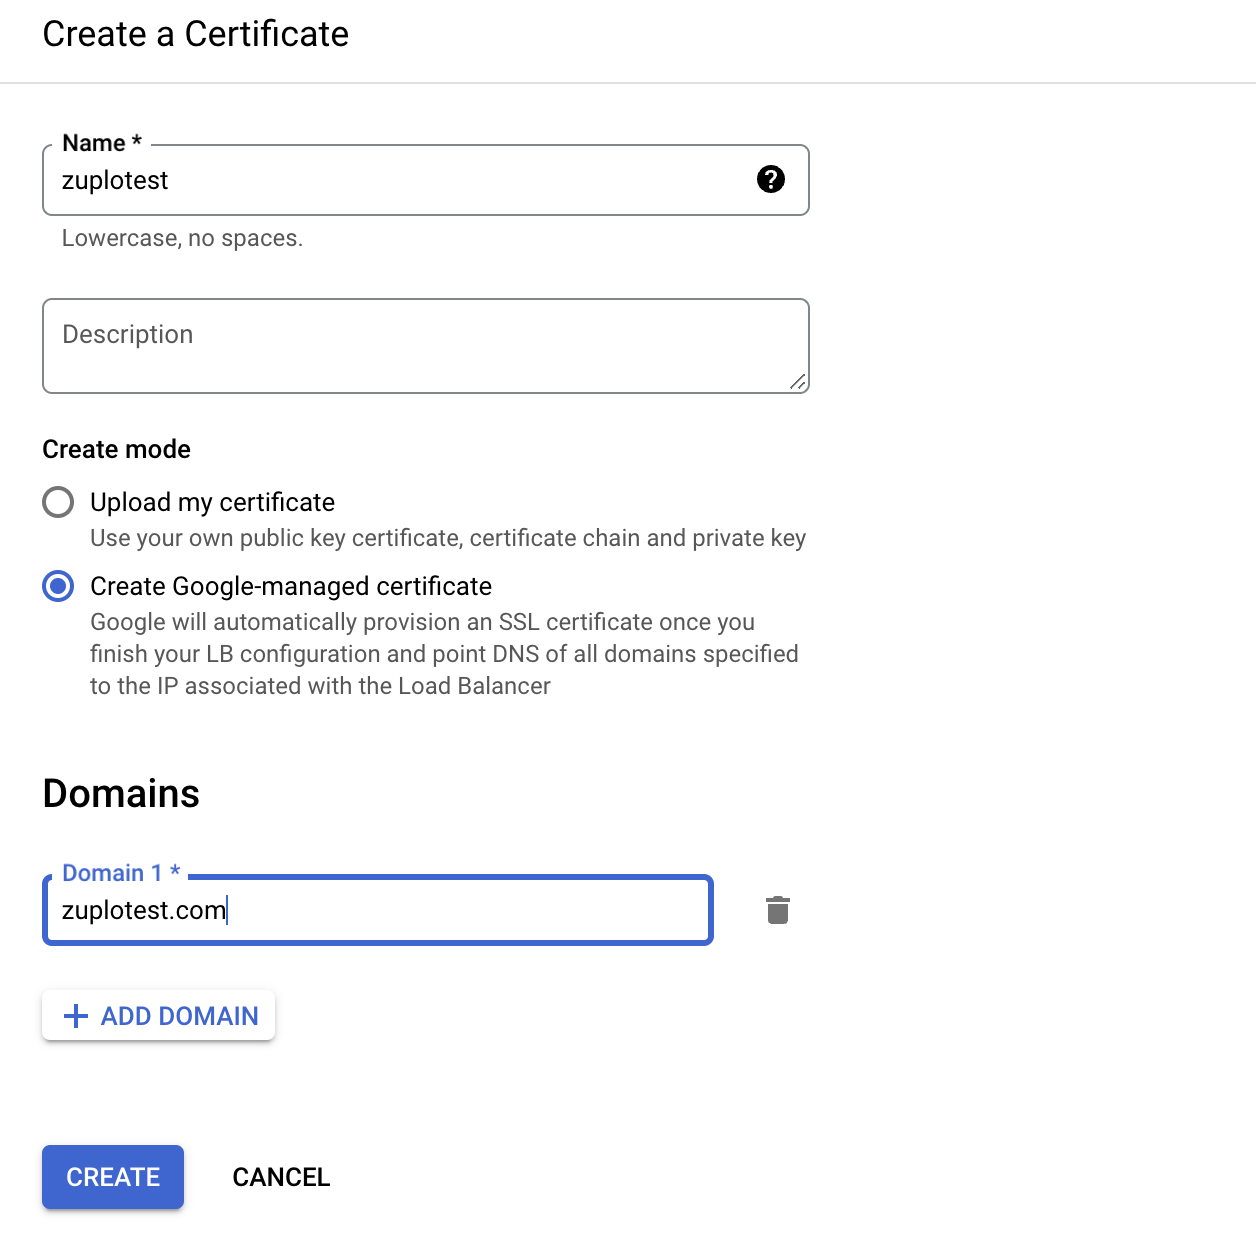 Create a Certificate
Name *
zuplotest
?
Lowercase, no spaces.
Description
Create mode
Upload my certificate
Use your own public key certificate, certificate chain and private key
Create Google-managed certificate
Google will automatically provision an SSL certificate once you
finish your LB configuration and point DNS of all domains specified
to the IP associated with the Load Balancer
Domains
Domain 1 *
zuplotest.com
+ ADD DOMAIN
CREATE CANCEL